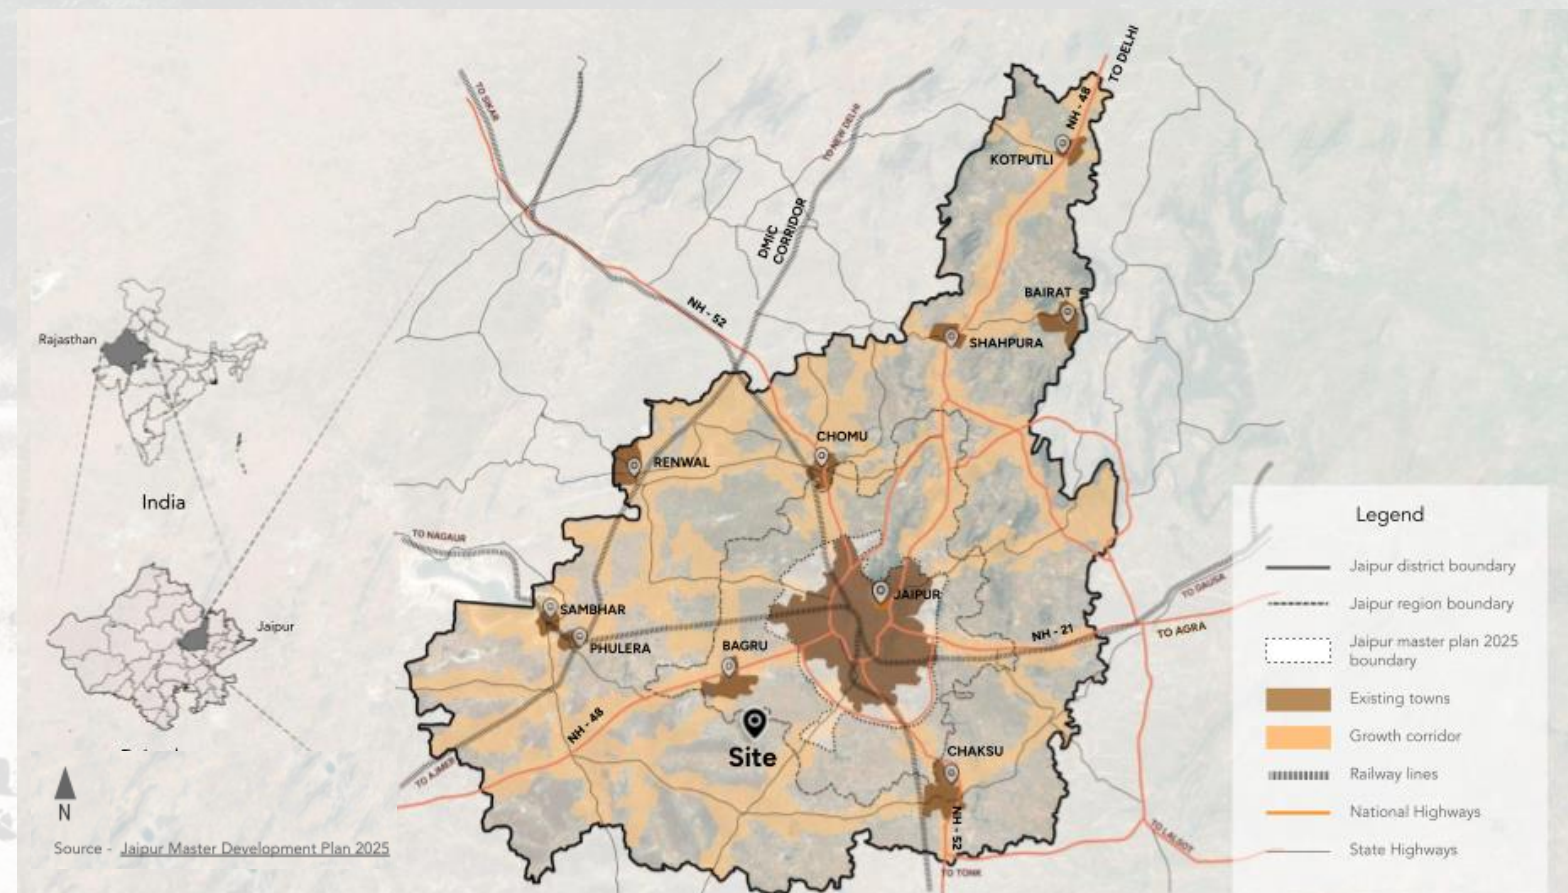 TO DELHI
NH - 48
KOTPUTLI
TO SIKAR
TO NEW DELHI
DMIC
CORRIDOR
NH - 52
BAIRAT
SHAHPURA
Rajasthan
India
CHOMU
RENWAL
TO NAGAUR
JAIPUR
SAMBHAR
PHULERA
BAGRU
NH - 21
TO DAUSA
TO AGRA
Jaipur
NH - 48
TO AJMER
Site
CHAKSU
NH - 52
TO LALSOT
TO TONK
N
Source - Jaipur Master Development Plan 2025
Legend
Jaipur district boundary
Jaipur region boundary
Jaipur master plan 2025
boundary
Existing towns
Growth corridor
Railway lines
National Highways
State Highways